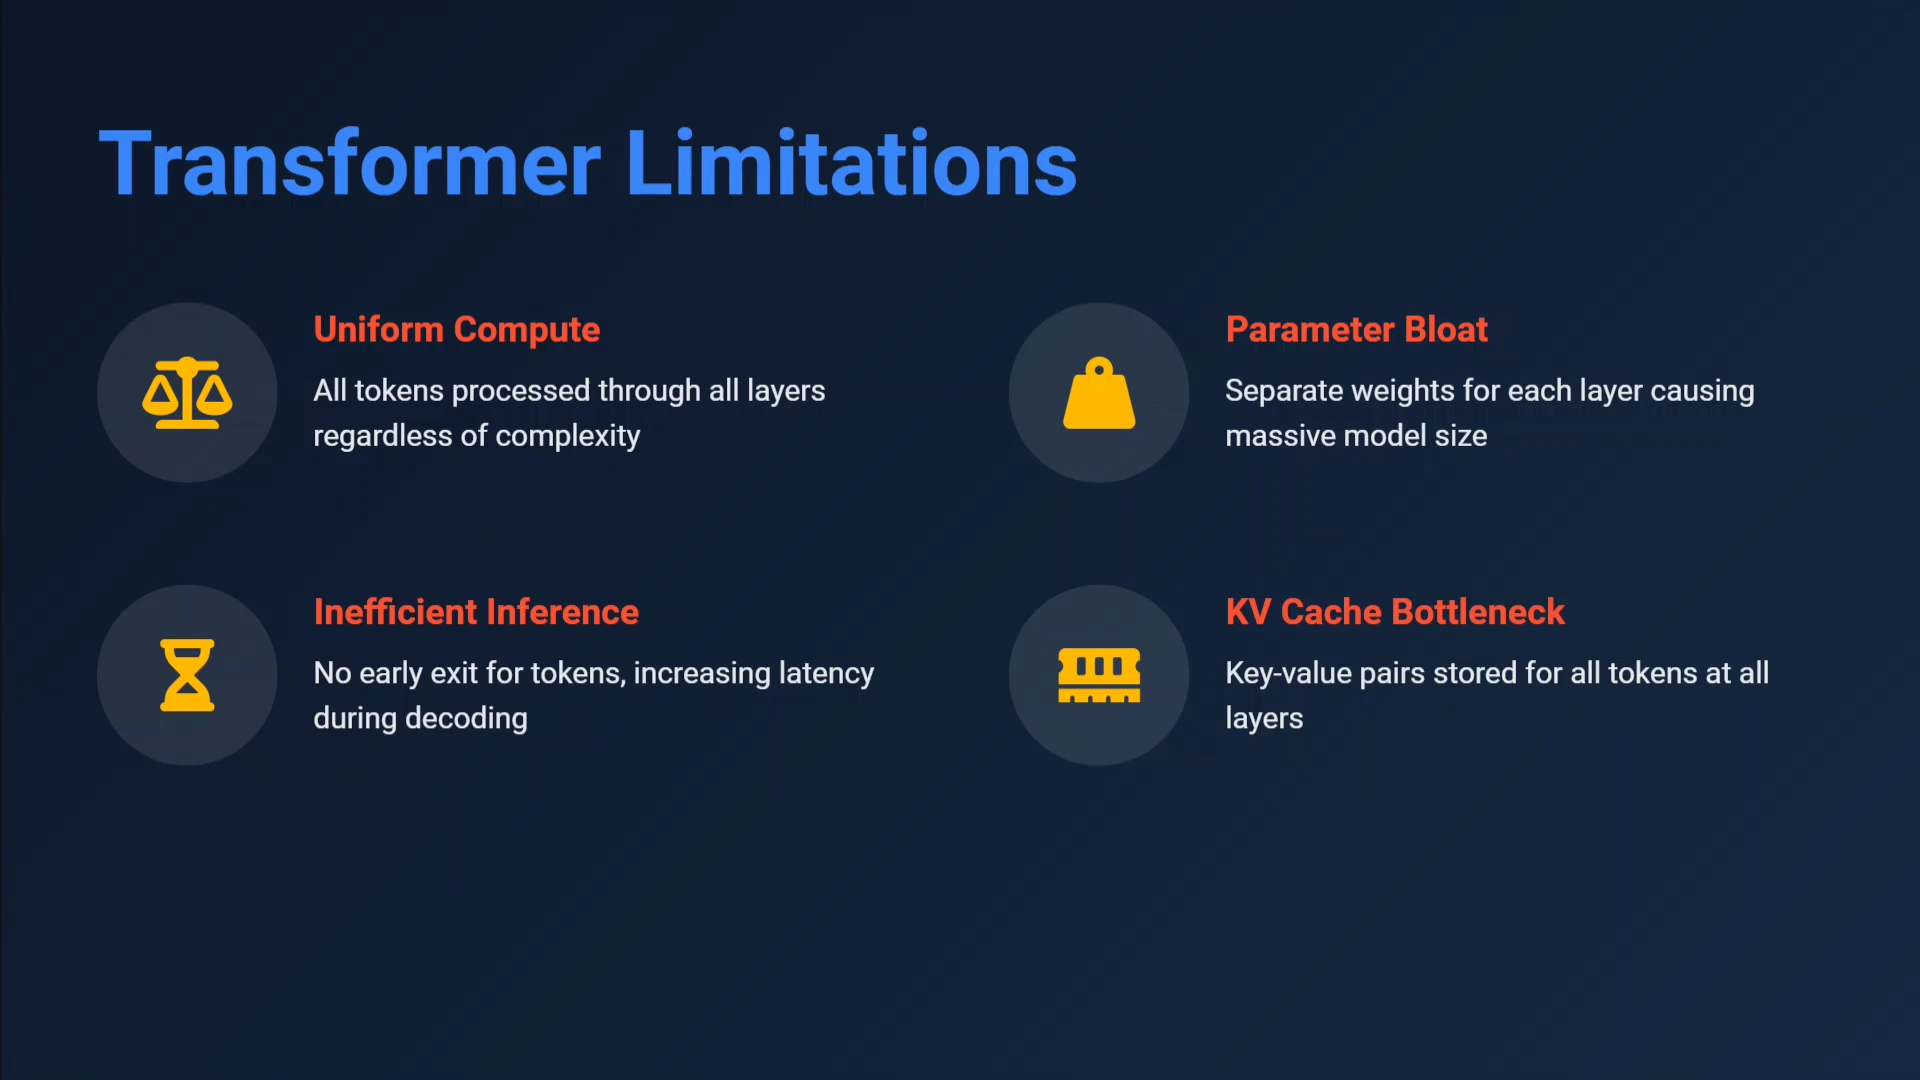 Transformer Limitations
Uniform Compute
All tokens processed through all layers
regardless of complexity
Parameter Bloat
Separate weights for each layer causing
massive model size
Inefficient Inference
No early exit for tokens, increasing latency
during decoding
KV Cache Bottleneck
Key-value pairs stored for all tokens at all
layers